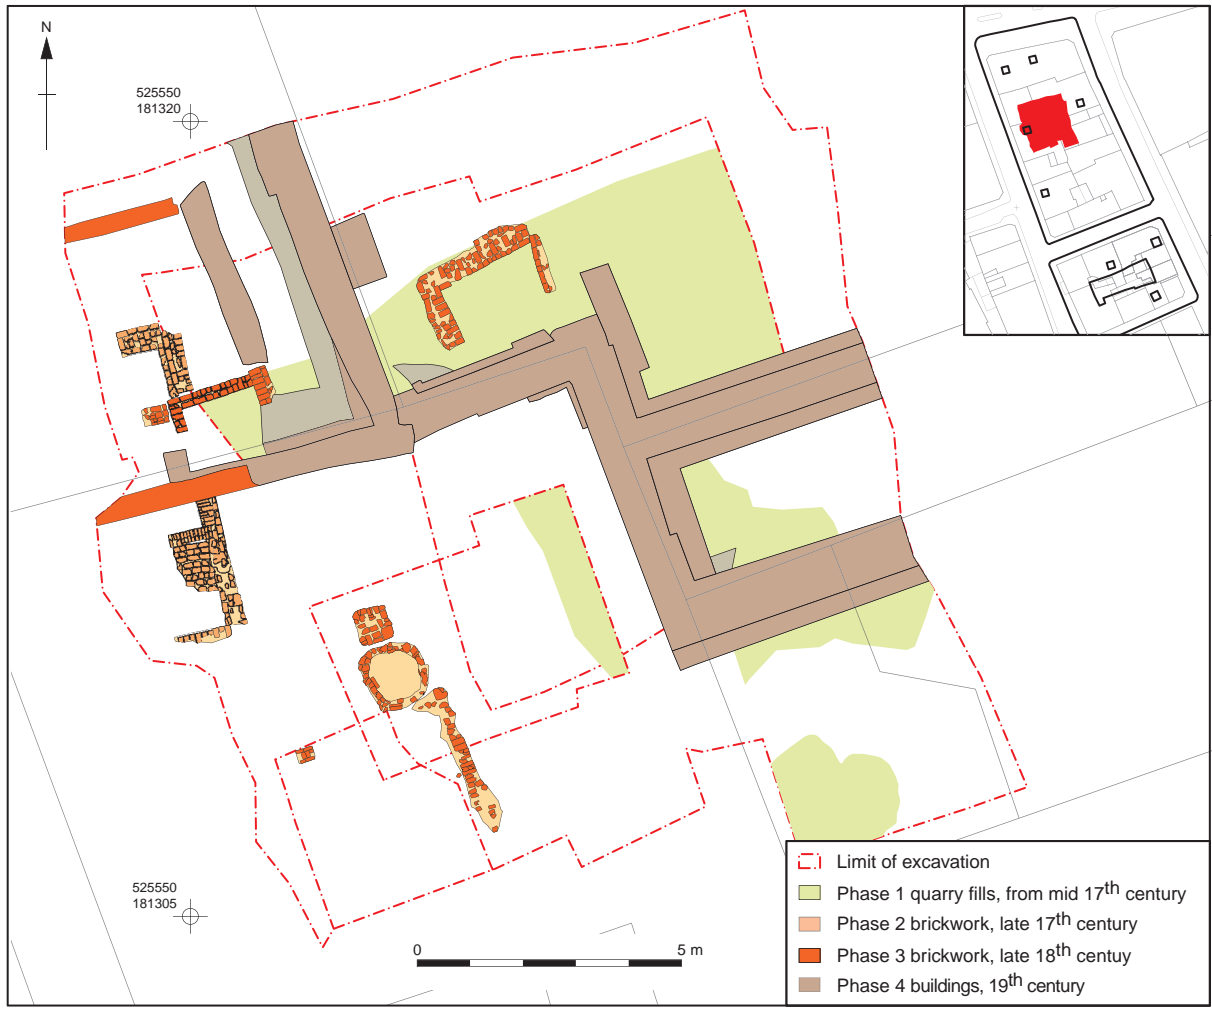 N
525550
181320
525550
181305
0 5 m
Limit of excavation
Phase 1 quarry fills, from mid 17th century
Phase 2 brickwork, late 17th century
Phase 3 brickwork, late 18th centuy
Phase 4 buildings, 19th century